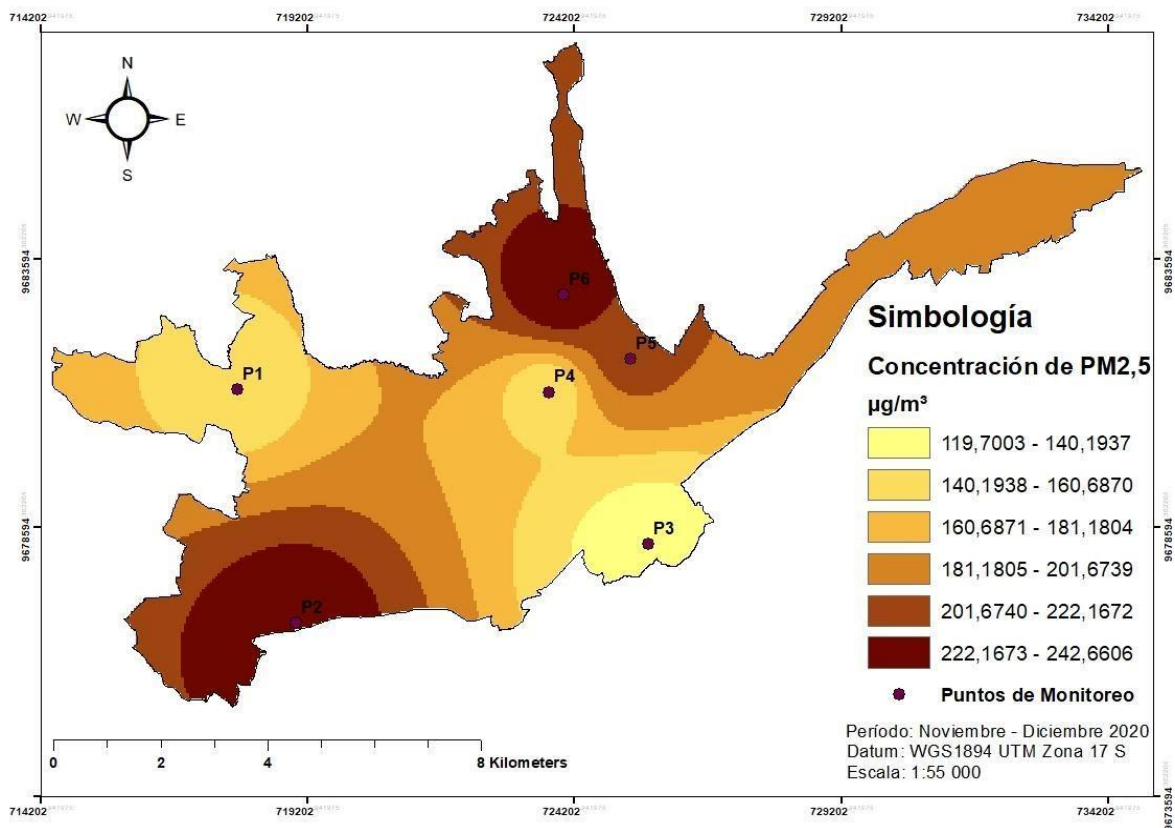 714202
719202
724202
729202
734202
N
W
E
S
9683594
9683594
P6
P5
P1
P4
Simbología
Concentración de PM2,5
µg/m³
119,7003 - 140,1937
140,1938 - 160,6870
160,6871 - 181,1804
181,1805 - 201,6739
201,6740 - 222,1672
222,1673 - 242,6606
Puntos de Monitoreo
9678594
9678594
P3
P2
Período: Noviembre - Diciembre 2020
Datum: WGS1894 UTM Zona 17 S
Escala: 1:55 000
0 2 4 8 Kilometers
9673594
714202
719202
724202
729202
734202